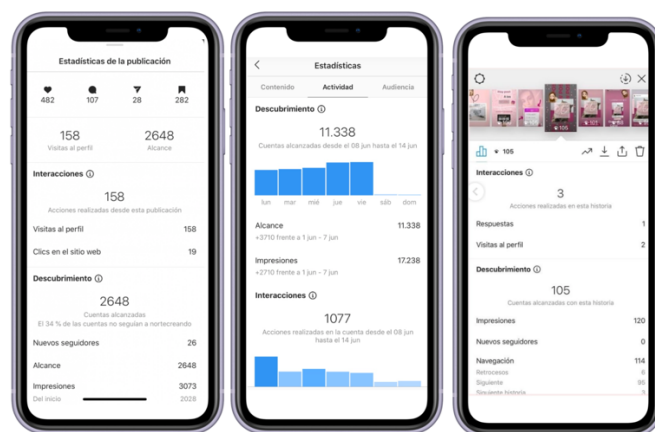 Estadísticas de la publicación
482 107 28 282
158 2648
Visitas al perfil Alcance
Interacciones
158
Acciones realizadas desde esta publicación
Visitas al perfil 158
Clics en el sitio web 19
Descubrimiento
2648
Cuentas alcanzadas
El 34 % de las cuentas no seguían a nortecreando
Nuevos seguidores 26
Alcance 2648
Impresiones 3073
Del inicio 2028
Estadísticas
Contenido Actividad Audiencia
Descubrimiento
11.338
Cuentas alcanzadas desde el 08 jun hasta el 14 jun
lun mar mié jue vie sáb dom
Alcance 11.338
+3710 frente a 1 jun – 7 jun
Impresiones 17.238
+2710 frente a 1 jun – 7 jun
Interacciones
1077
Acciones realizadas en la cuenta desde el 08 jun
hasta el 14 jun
105
105
Interacciones
3
Acciones realizadas en esta historia
Respuestas 1
Visitas al perfil 2
Descubrimiento
105
Cuentas alcanzadas con esta historia
Impresiones 120
Nuevos seguidores 0
Navegación 114
Retrocesos 6
Siguiente 95
Siguiente historia 3